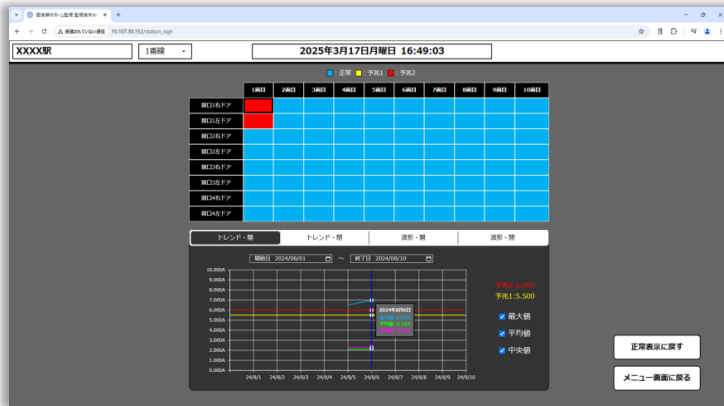 保護されていない通信 10.107.30.152/station_sign
XXXX駅 1番線 2025年3月17日月曜日 16:49:03
:正常 :予兆1 :予兆2
1両目 2両目 3両目 4両目 5両目 6両目 7両目 8両目 9両目 10両目
開口1右ドア
開口1左ドア
開口2右ドア
開口2左ドア
開口3右ドア
開口3左ドア
開口4右ドア
開口4左ドア
トレンド・開 トレンド・閉 波形・開 波形・閉
開始日 2024/08/01 ~ 終了日 2024/08/10
10.000A
9.000A
8.000A
7.000A
6.000A
5.000A
4.000A
3.000A
2.000A
1.000A
0.000A
24/8/1 24/8/2 24/8/3 24/8/4 24/8/5 24/8/6 24/8/7 24/8/8 24/8/9 24/8/10
予兆2:6.000
予兆1:5.500
最大値
平均値
中央値
正常表示に戻す
メニュー画面に戻る